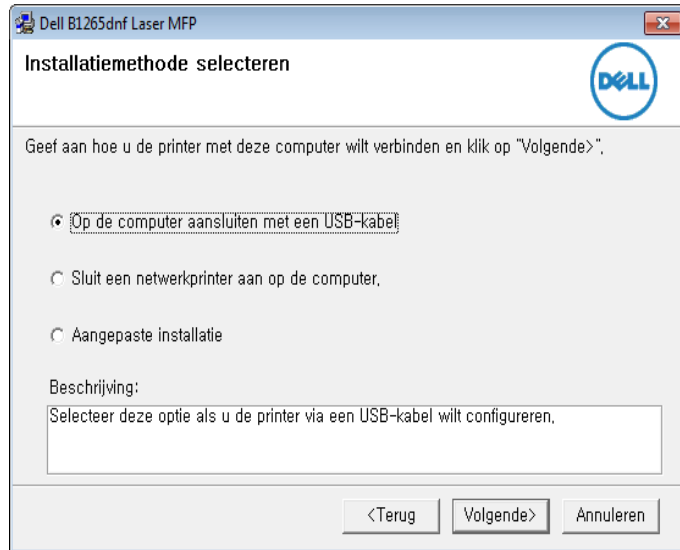 Dell B1265dnf Laser MFP
Installatiemethode selecteren
DELL
Geef aan hoe u de printer met deze computer wilt verbinden en klik op "Volgende>".
Op de computer aansluiten met een USB-kabel
Sluit een netwerkprinter aan op de computer.
Aangepaste installatie
Beschrijving:
Selecteer deze optie als u de printer via een USB-kabel wilt configureren.
<Terug Volgende> Annuleren